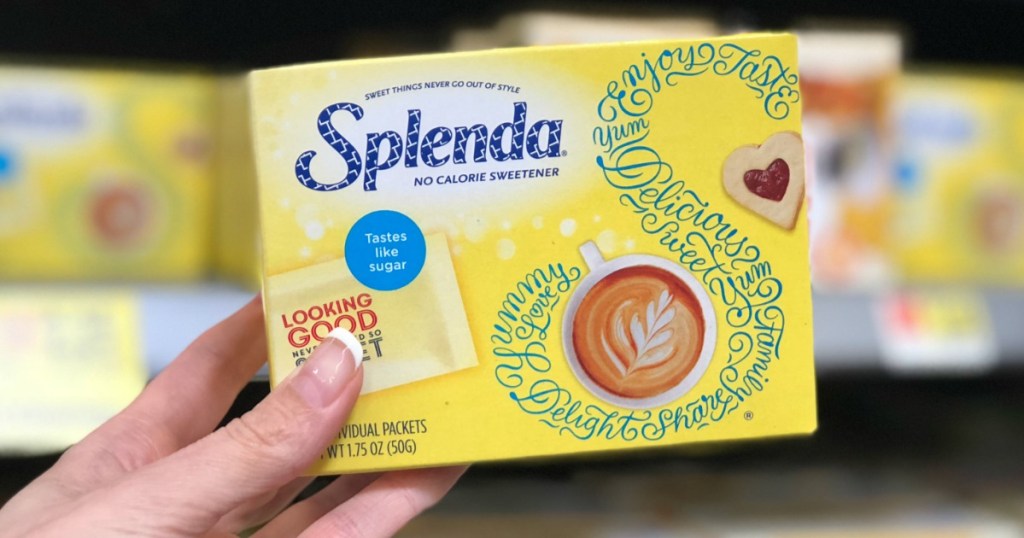 SWEET THINGS NEVER GO OUT OF STYLE
Splenda®
NO CALORIE SWEETENER
Tastes
like
sugar
LOOKING
GOOD
Enjoy Taste
Yum
Delicious
Sweet
Yum
Family
Share
Delight
Yummy
Love
®
PACKETS
WT 1.75 OZ (50G)